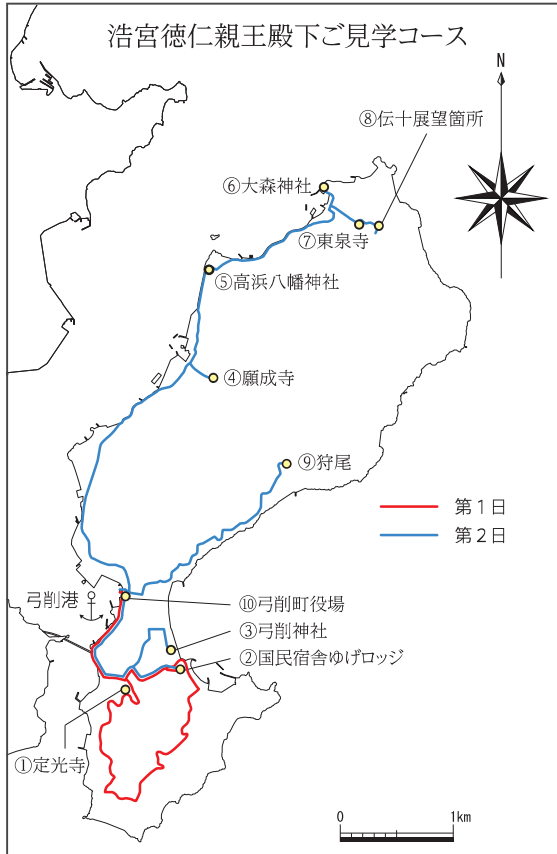 浩宮徳仁親王殿下ご見学コース
N
⑧伝十展望箇所
⑥大森神社
⑦東泉寺
⑤高浜八幡神社
④願成寺
⑨狩尾
第1日
第2日
弓削港
⑩弓削町役場
③弓削神社
②国民宿舎ゆげロッジ
①定光寺
0
1km